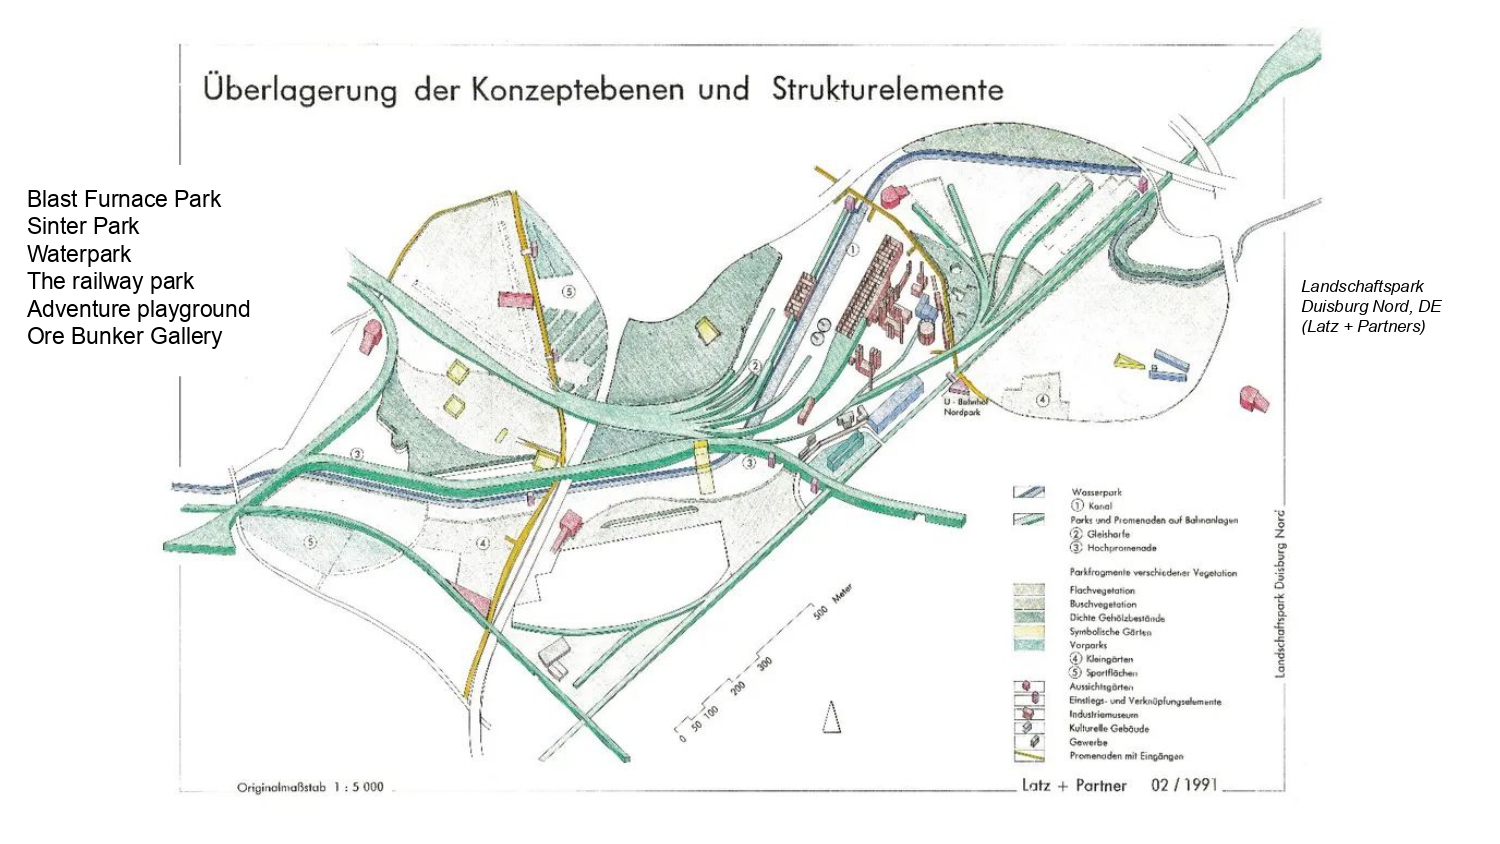 Überlagerung der Konzeptebenen und Strukturelemente
Blast Furnace Park
Sinter Park
Waterpark
The railway park
Adventure playground
Ore Bunker Gallery
Landschaftspark
Duisburg Nord, DE
(Latz + Partners)
1
5
2
U - Bahnhof
Nordpark
4
3
3
5
4
Wasserpark
1 Kanal
Parks und Promenaden auf Bahnanlagen
2 Gleisharfe
3 Hochpromenade
Parkfragmente verschiedener Vegetation
Flachvegetation
Buschvegetation
Dichte Gehölzbestände
Symbolische Gärten
Vorparks
4 Kleingärten
5 Sportflächen
Aussichtsgärten
Einstiegs- und Verknüpfungselemente
Industriemuseum
Kulturelle Gebäude
Gewerbe
Promenaden mit Eingängen
0 50 100 200 300 500 Meter
Landschaftspark Duisburg Nord
Originalmaßstab 1 : 5 000
Latz + Partner 02 / 1991